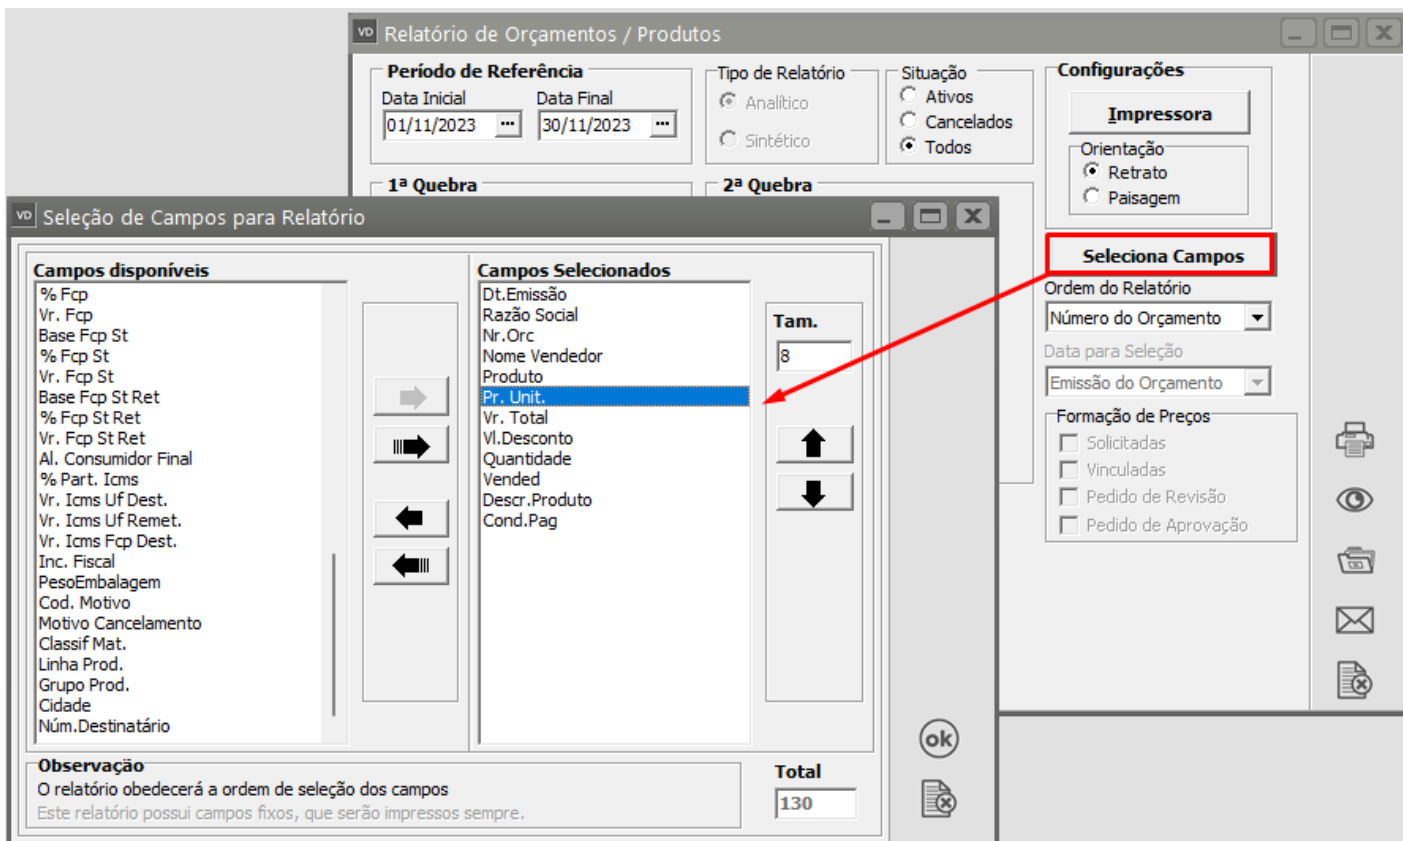 VD Relatório de Orçamentos / Produtos
Período de Referência
Data Inicial Data Final
01/11/2023 ... 30/11/2023 ...
Tipo de Relatório
Analítico
Sintético
Situação
Ativos
Cancelados
Todos
Configurações
Impressora
Orientação
Retrato
Paisagem
1ª Quebra
2ª Quebra
Seleciona Campos
Ordem do Relatório
Número do Orçamento
Data para Seleção
Emissão do Orçamento
Formação de Preços
Solicitadas
Vinculadas
Pedido de Revisão
Pedido de Aprovação
VD Seleção de Campos para Relatório
Campos disponíveis
% Fcp
Vr. Fcp
Base Fcp St
% Fcp St
Vr. Fcp St
Base Fcp St Ret
% Fcp St Ret
Vr. Fcp St Ret
Al. Consumidor Final
% Part. Icms
Vr. Icms Uf Dest.
Vr. Icms Uf Remet.
Vr. Icms Fcp Dest.
Inc. Fiscal
PesoEmbalagem
Cod. Motivo
Motivo Cancelamento
Classif Mat.
Linha Prod.
Grupo Prod.
Cidade
Núm.Destinatário
Campos Selecionados
Dt.Emissão
Razão Social
Nr.Orc
Nome Vendedor
Produto
Pr. Unit.
Vr. Total
Vl.Desconto
Quantidade
Vended
Descr.Produto
Cond.Pag
Tam.
8
ok
Observação
O relatório obedecerá a ordem de seleção dos campos
Este relatório possui campos fixos, que serão impressos sempre.
Total
130